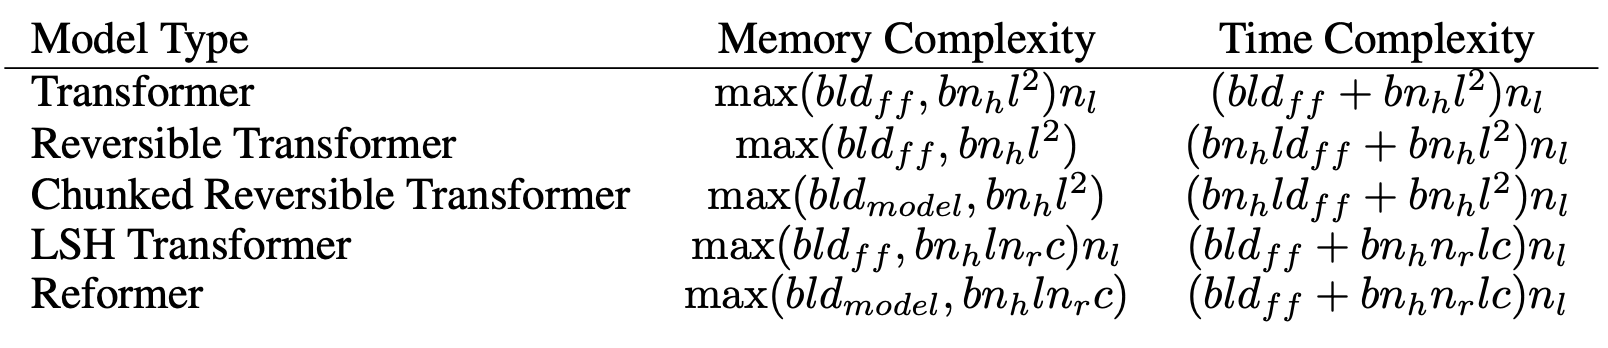 Model Type Memory Complexity Time Complexity
Transformer max(bld_{ff}, bn_h l^2)n_l (bld_{ff} + bn_h l^2)n_l
Reversible Transformer max(bld_{ff}, bn_h l^2) (bn_h ld_{ff} + bn_h l^2)n_l
Chunked Reversible Transformer max(bld_{model}, bn_h l^2) (bn_h ld_{ff} + bn_h l^2)n_l
LSH Transformer max(bld_{ff}, bn_h ln_r c)n_l (bld_{ff} + bn_h n_r lc)n_l
Reformer max(bld_{model}, bn_h ln_r c) (bld_{ff} + bn_h n_r lc)n_l